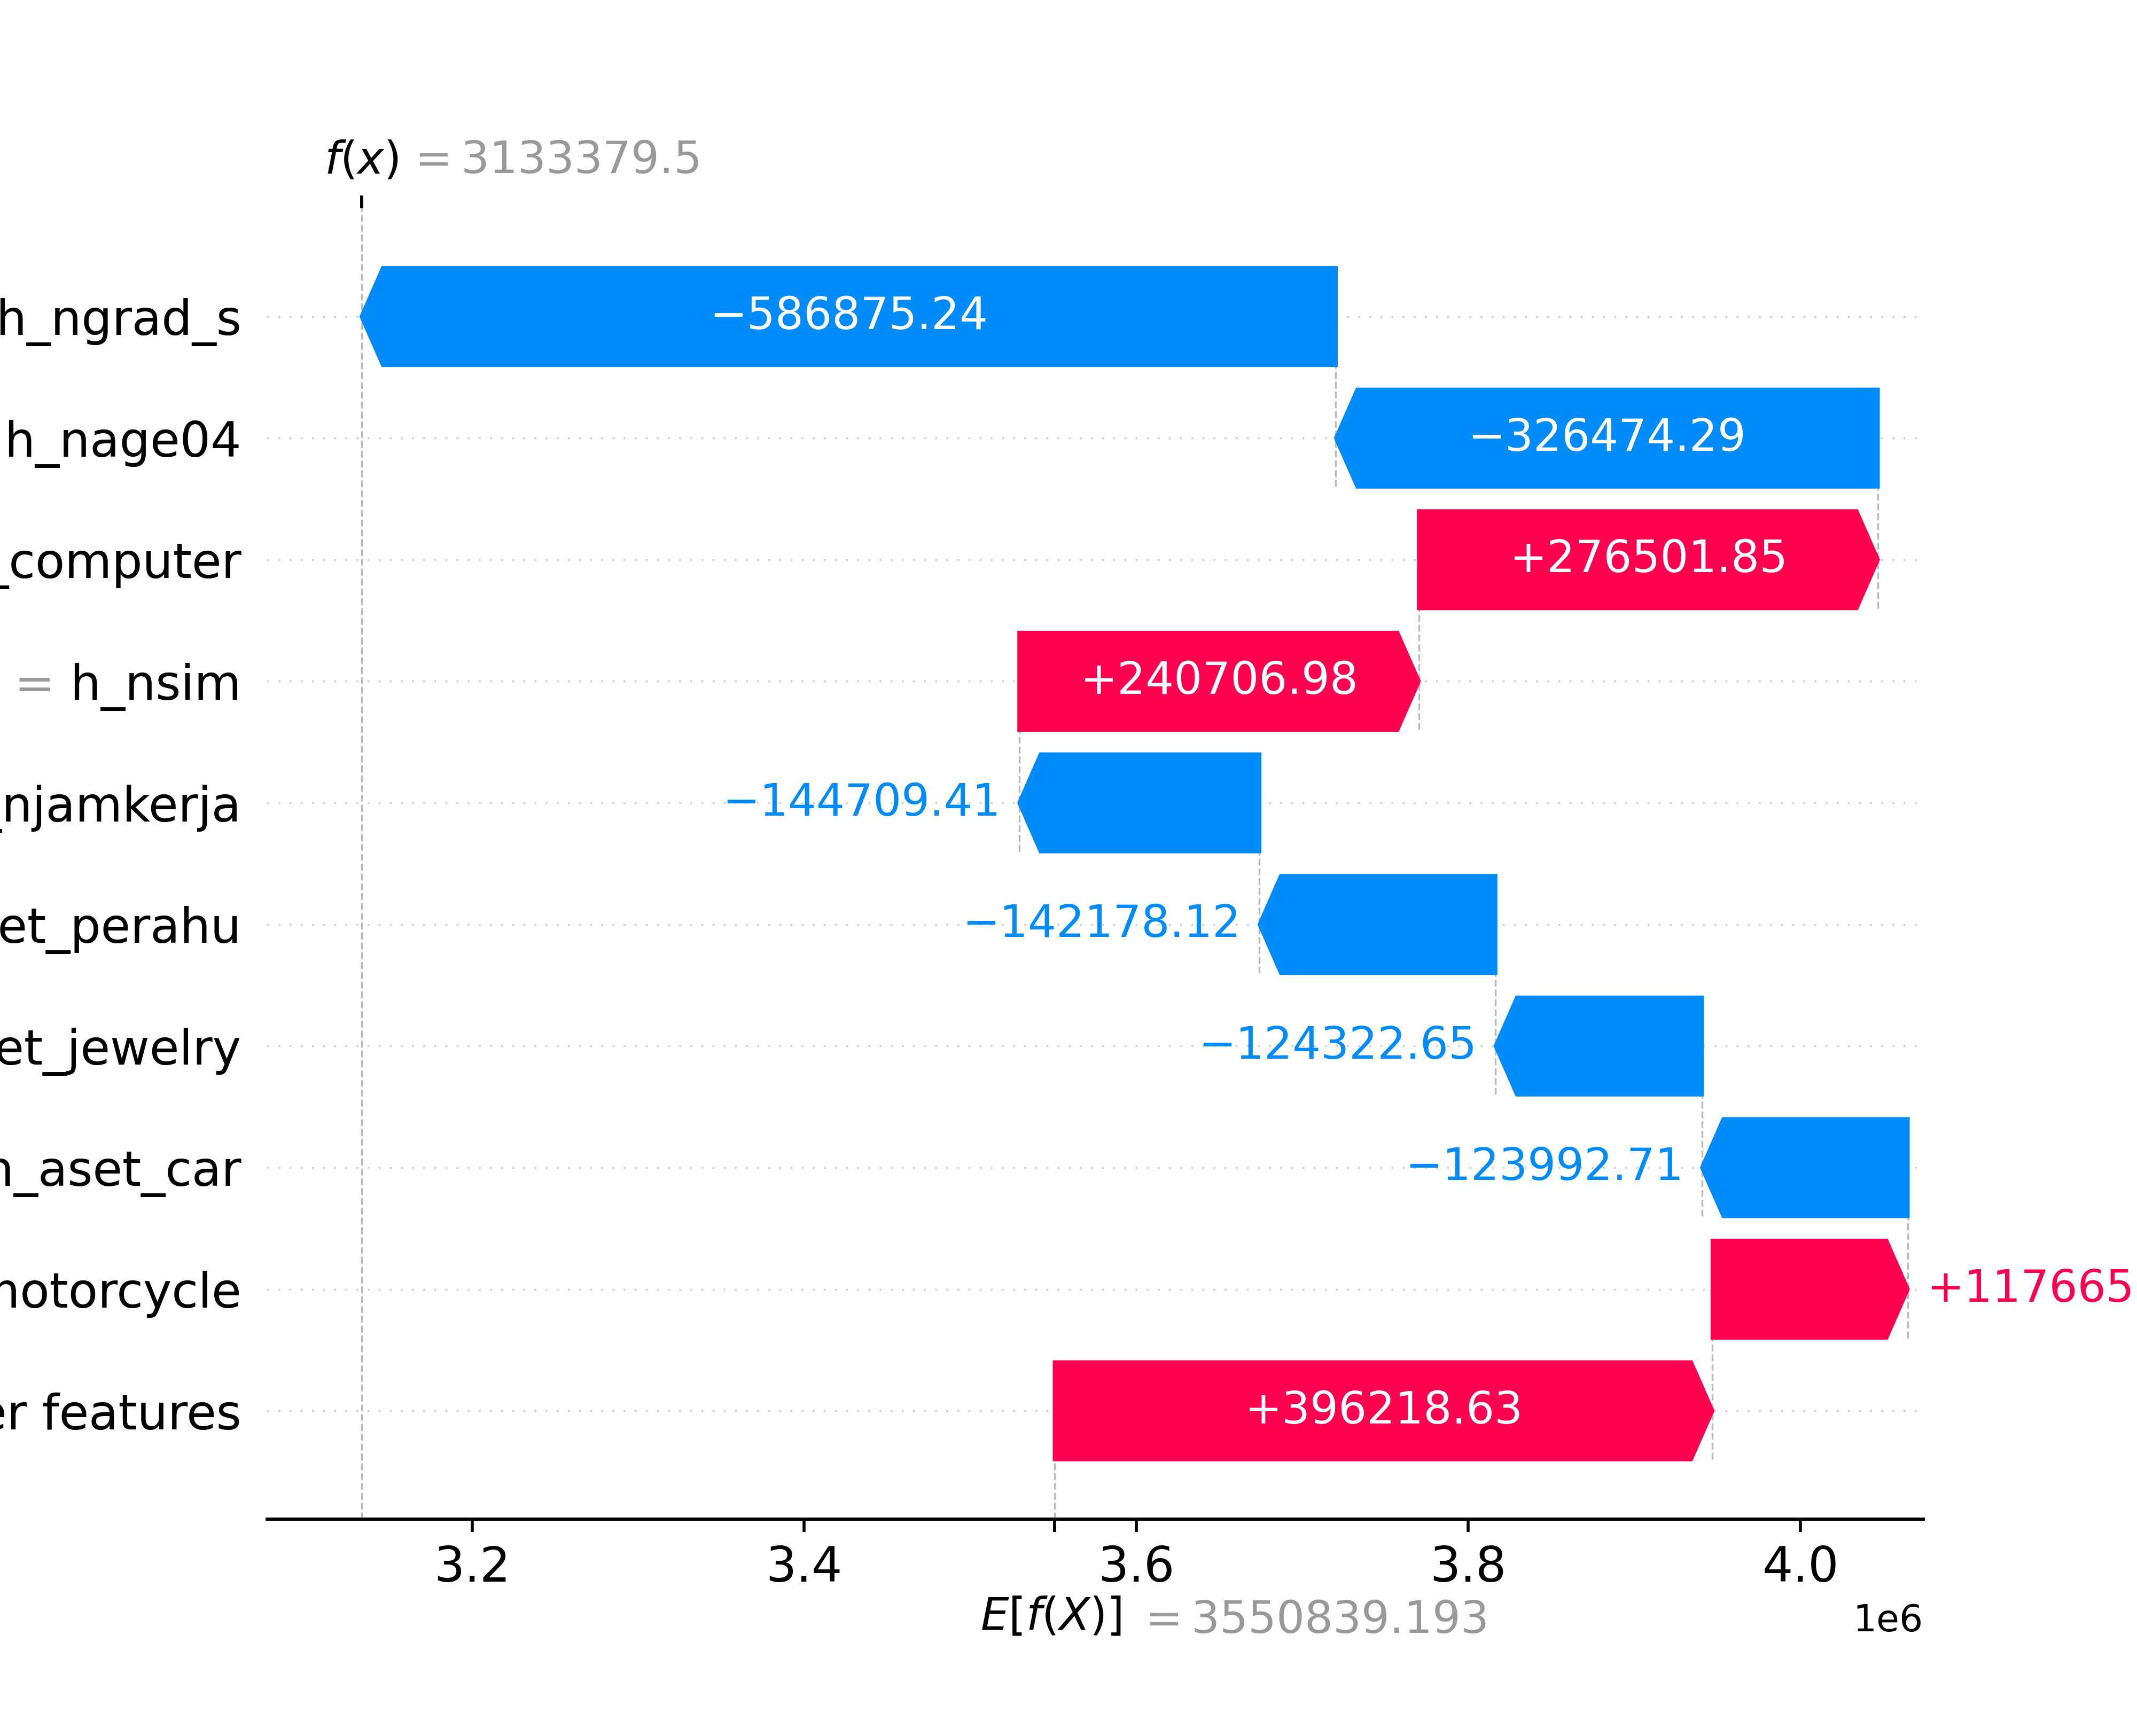 f(x) = 3133379.5
h_ngrad_s −586875.24
h_nage04 −326474.29
_computer +276501.85
= h_nsim +240706.98
_njamkerja −144709.41
et_perahu −142178.12
et_jewelry −124322.65
_aset_car −123992.71
otorcycle +117665
er features +396218.63
3.2 3.4 3.6 3.8 4.0
E[f(X)] = 3550839.193 1e6